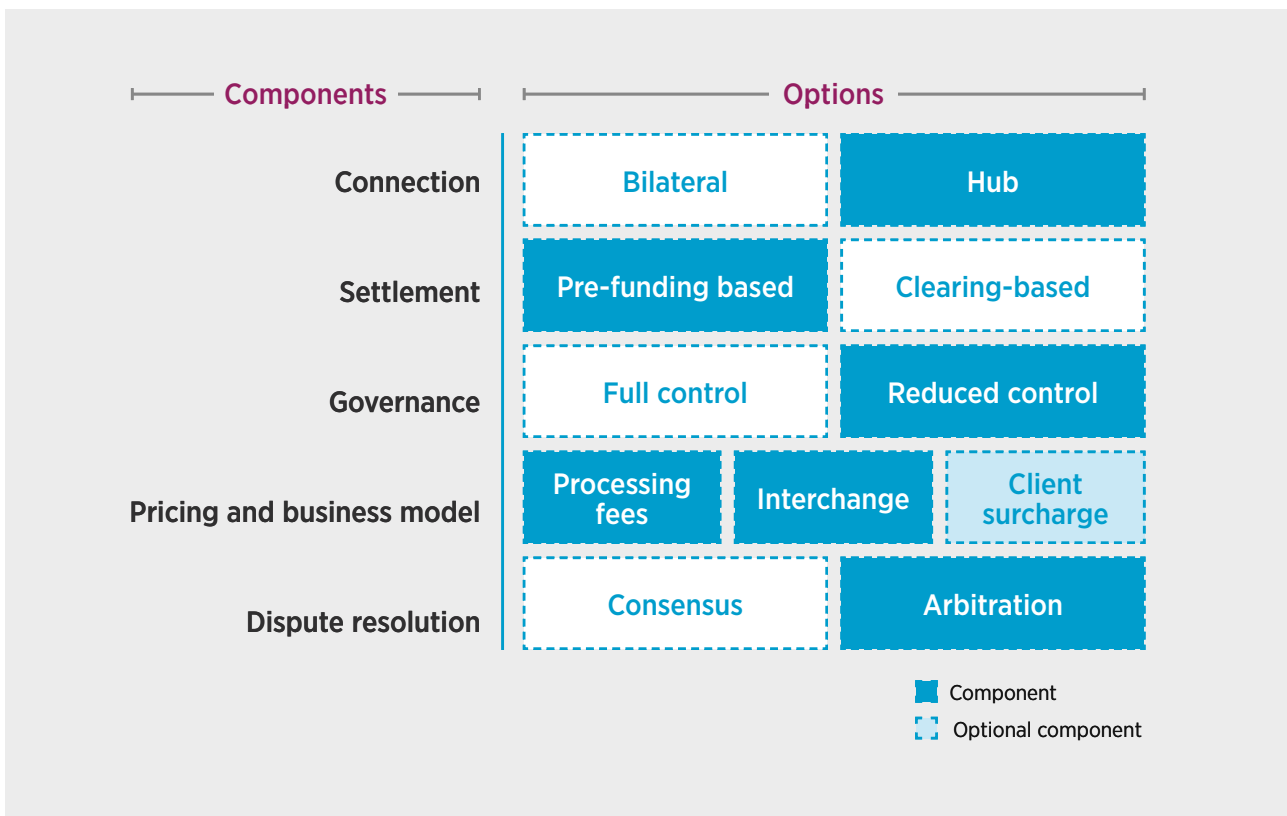 Components
Options
Connection
Bilateral
Hub
Settlement
Pre-funding based
Clearing-based
Governance
Full control
Reduced control
Pricing and business model
Processing
fees
Interchange
Client
surcharge
Dispute resolution
Consensus
Arbitration
Component
Optional component